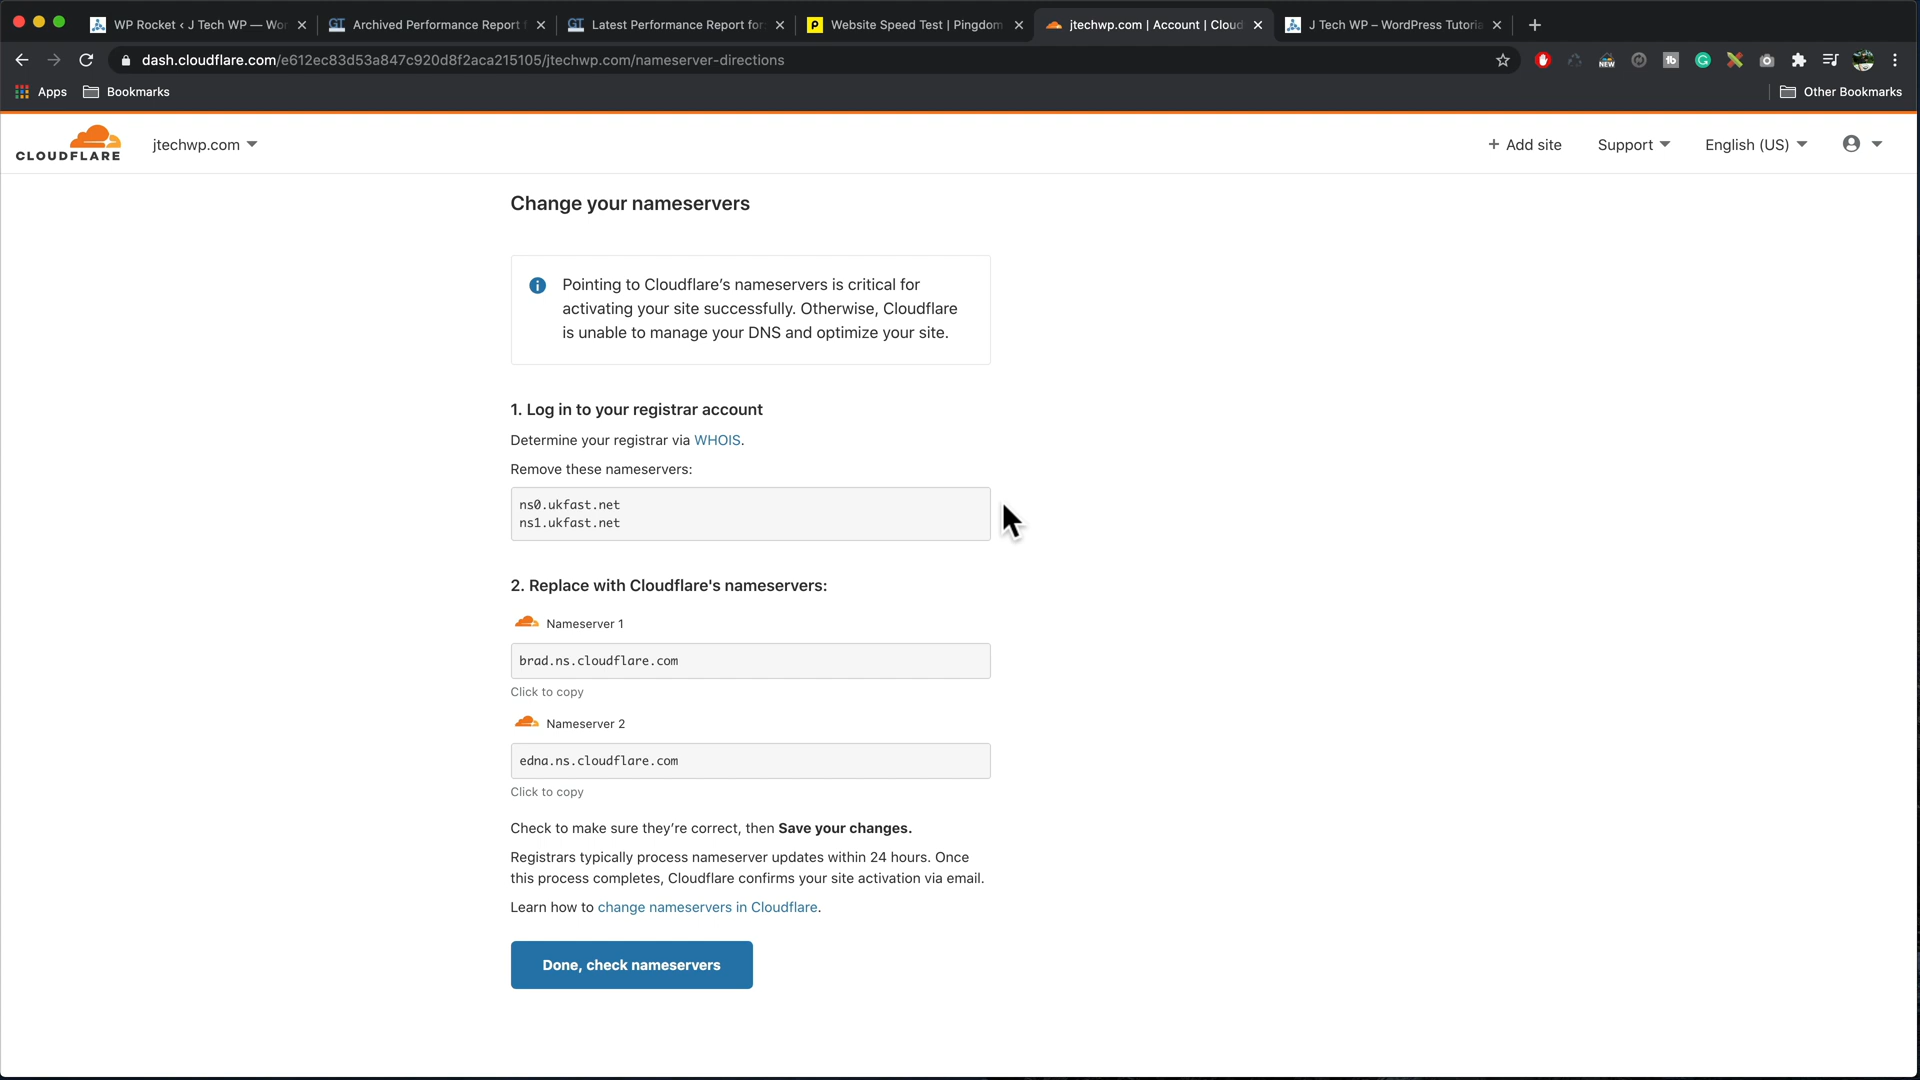 WP Rocket ‹ J Tech WP — Wor
Archived Performance Report f
Latest Performance Report for:
Website Speed Test | Pingdom
jtechwp.com | Account | Cloud
J Tech WP – WordPress Tutoria
dash.cloudflare.com/e612ec83d53a847c920d8f2aca215105/jtechwp.com/nameserver-directions
Apps
Bookmarks
Other Bookmarks
CLOUDFLARE
jtechwp.com
+ Add site
Support
English (US)
Change your nameservers
Pointing to Cloudflare’s nameservers is critical for
activating your site successfully. Otherwise, Cloudflare
is unable to manage your DNS and optimize your site.
1. Log in to your registrar account
Determine your registrar via WHOIS.
Remove these nameservers:
ns0.ukfast.net
ns1.ukfast.net
2. Replace with Cloudflare's nameservers:
Nameserver 1
brad.ns.cloudflare.com
Click to copy
Nameserver 2
edna.ns.cloudflare.com
Click to copy
Check to make sure they’re correct, then Save your changes.
Registrars typically process nameserver updates within 24 hours. Once
this process completes, Cloudflare confirms your site activation via email.
Learn how to change nameservers in Cloudflare.
Done, check nameservers